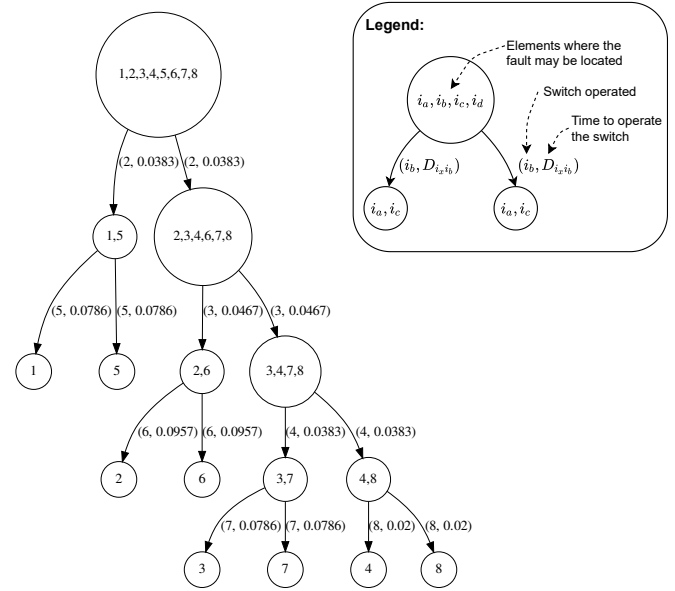 Legend:
Elements where the
fault may be located
i_a, i_b, i_c, i_d
Switch operated
Time to operate
the switch
(i_b, D_{i_x i_b})
(i_b, D_{i_x i_b})
i_a, i_c
i_a, i_c
1,2,3,4,5,6,7,8
(2, 0.0383)
(2, 0.0383)
1,5
2,3,4,6,7,8
(5, 0.0786)
(5, 0.0786)
(3, 0.0467)
(3, 0.0467)
1
5
2,6
3,4,7,8
(6, 0.0957)
(6, 0.0957)
(4, 0.0383)
(4, 0.0383)
2
6
3,7
4,8
(7, 0.0786)
(7, 0.0786)
(8, 0.02)
(8, 0.02)
3
7
4
8